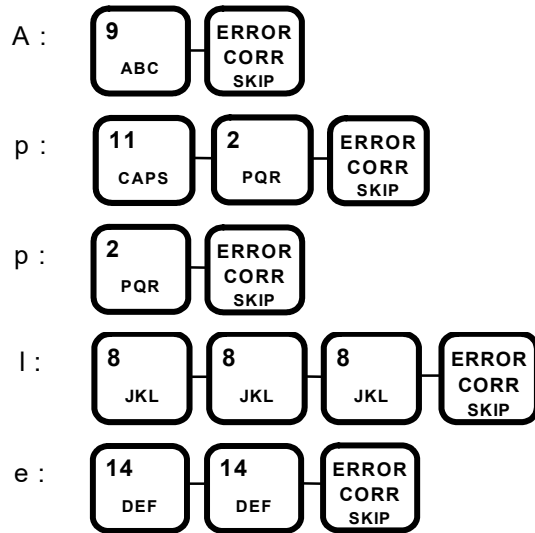 A :
9
ABC
ERROR
CORR
SKIP
p :
11
CAPS
2
PQR
ERROR
CORR
SKIP
p :
2
PQR
ERROR
CORR
SKIP
l :
8
JKL
8
JKL
8
JKL
ERROR
CORR
SKIP
e :
14
DEF
14
DEF
ERROR
CORR
SKIP